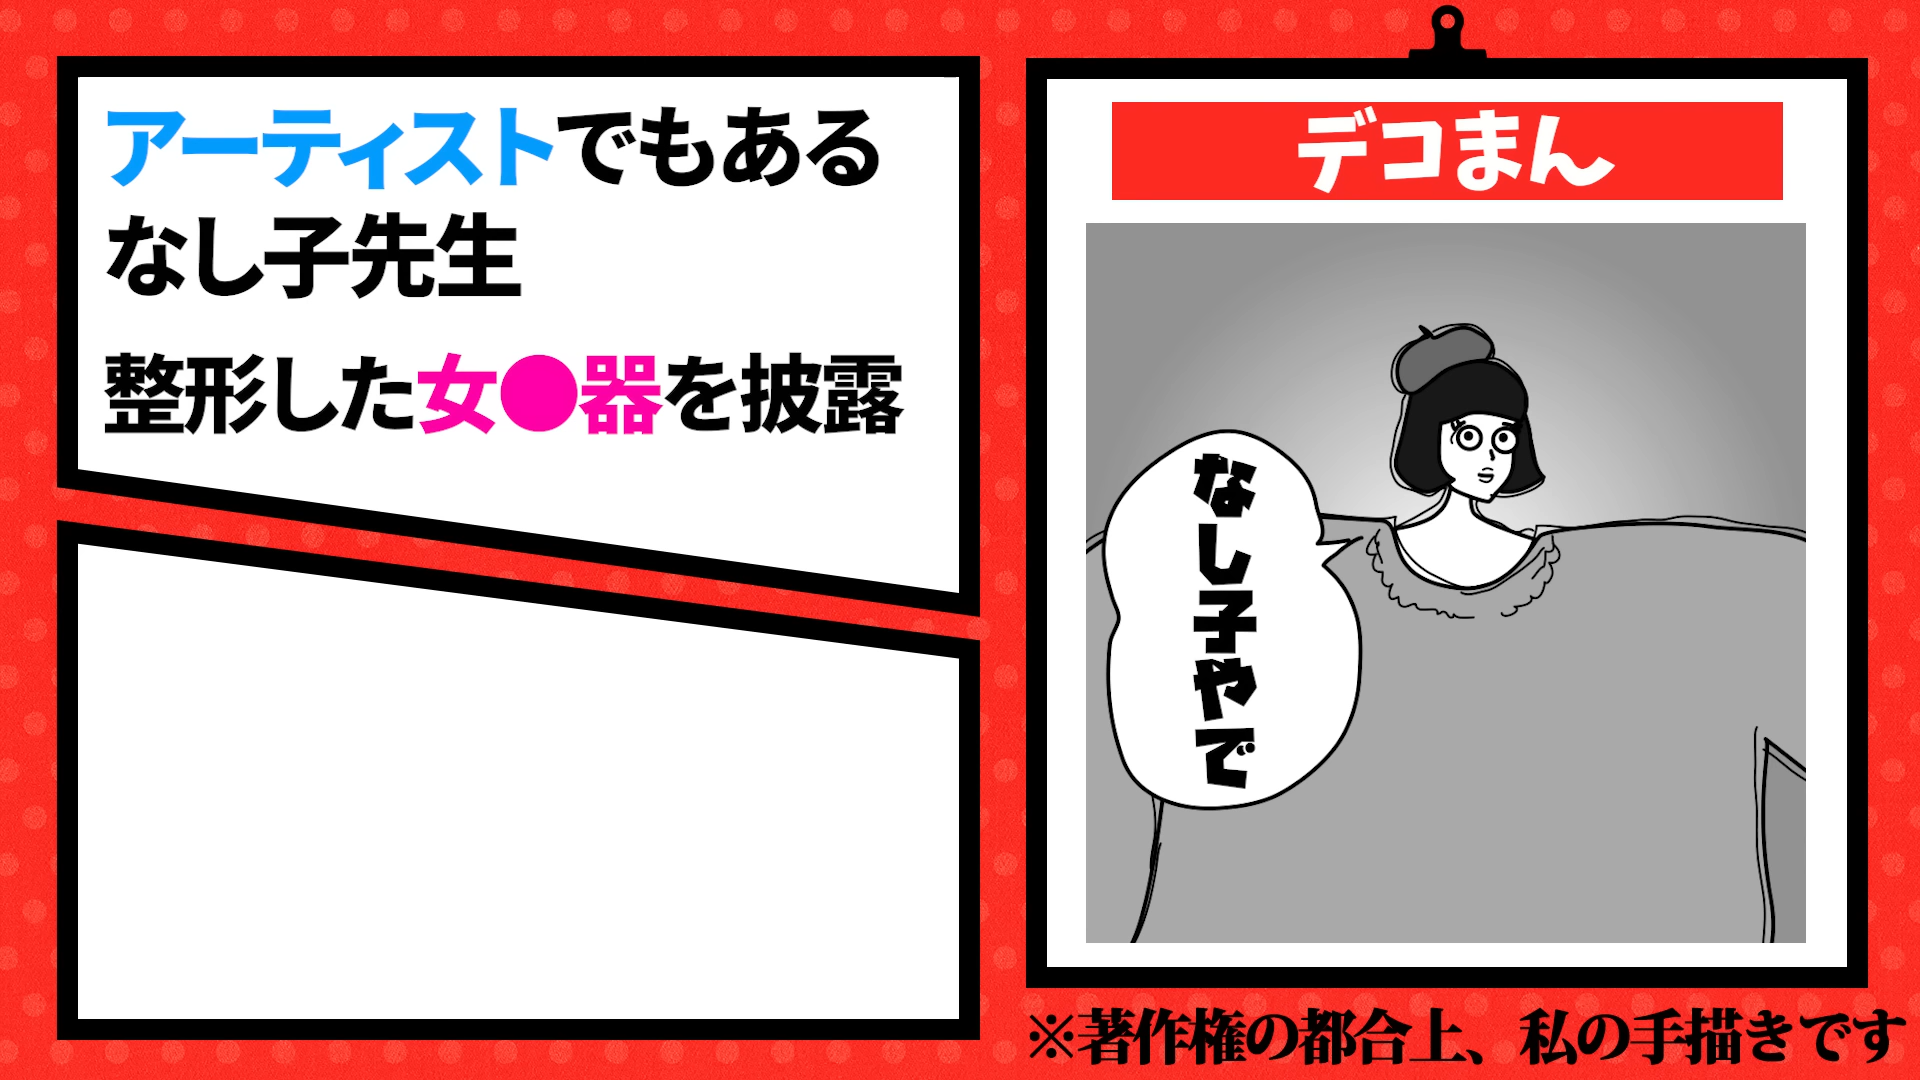 アーティストでもある
なし子先生
整形した女●器を披露
デコまん
なし子やで
※著作権の都合上、私の手描きです